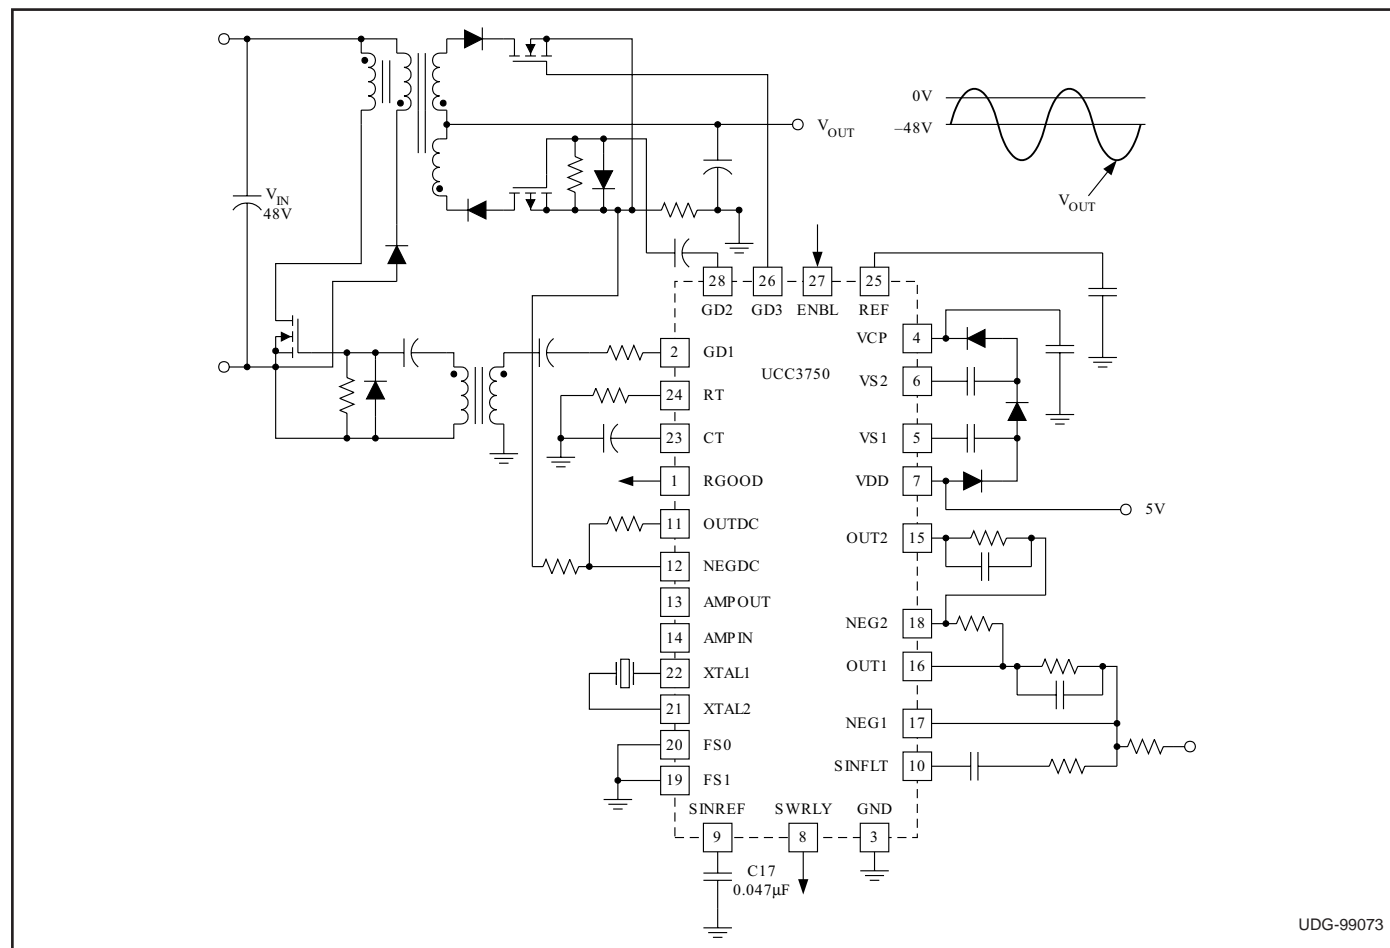 0V
–48V
V_OUT
V_OUT
V_IN
48V
28 26 27 25
GD2 GD3 ENBL REF
UCC3750
2 GD1
24 RT
23 CT
1 RGOOD
11 OUTDC
12 NEGDC
13 AMPOUT
14 AMPIN
22 XTAL1
21 XTAL2
20 FS0
19 FS1
VCP 4
VS2 6
VS1 5
VDD 7
5V
OUT2 15
NEG2 18
OUT1 16
NEG1 17
SINFLT 10
SINREF SWRLY GND
9 8 3
C17
0.047µF
UDG-99073